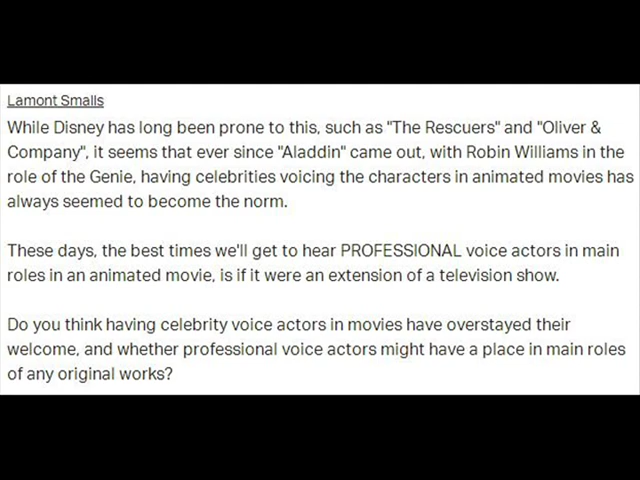 Lamont Smalls
While Disney has long been prone to this, such as "The Rescuers" and "Oliver &
Company", it seems that ever since "Aladdin" came out, with Robin Williams in the
role of the Genie, having celebrities voicing the characters in animated movies has
always seemed to become the norm.
These days, the best times we'll get to hear PROFESSIONAL voice actors in main
roles in an animated movie, is if it were an extension of a television show.
Do you think having celebrity voice actors in movies have overstayed their
welcome, and whether professional voice actors might have a place in main roles
of any original works?